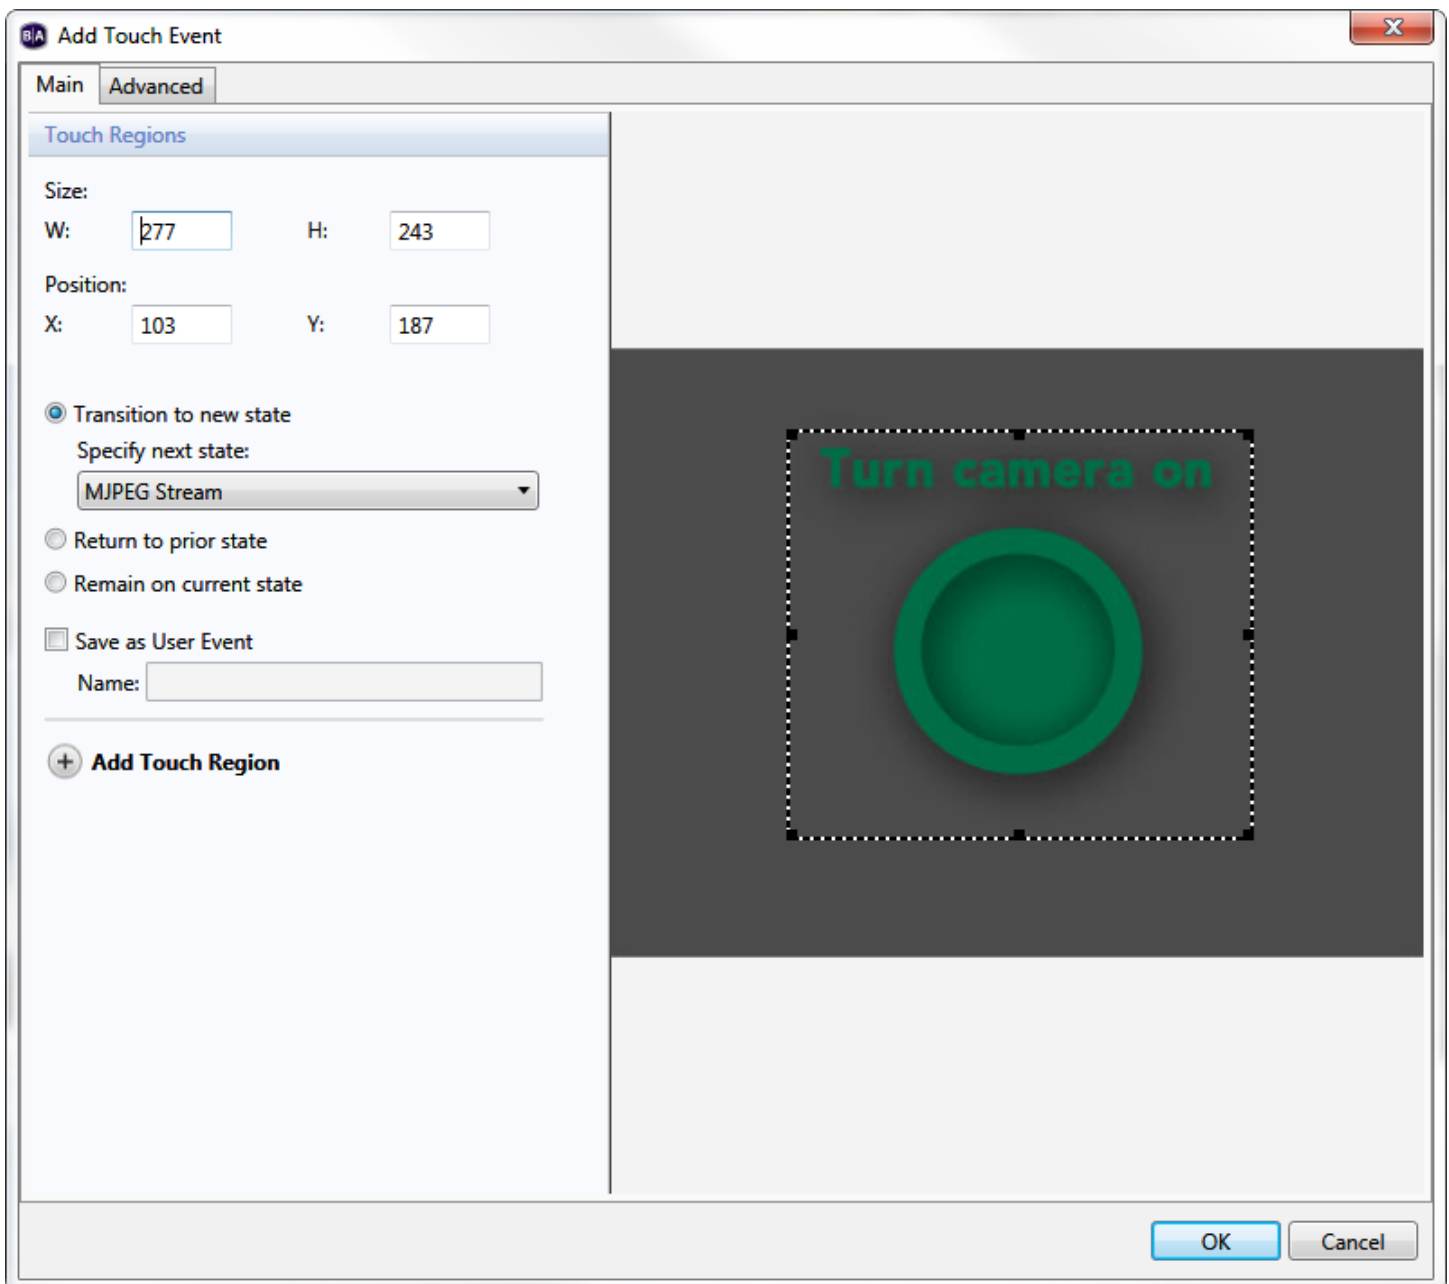 B|A Add Touch Event X
Main Advanced
Touch Regions
Size:
W: 277 H: 243
Position:
X: 103 Y: 187
Transition to new state
Specify next state:
MJPEG Stream
Return to prior state
Remain on current state
Save as User Event
Name:
+ Add Touch Region
Turn camera on
OK Cancel